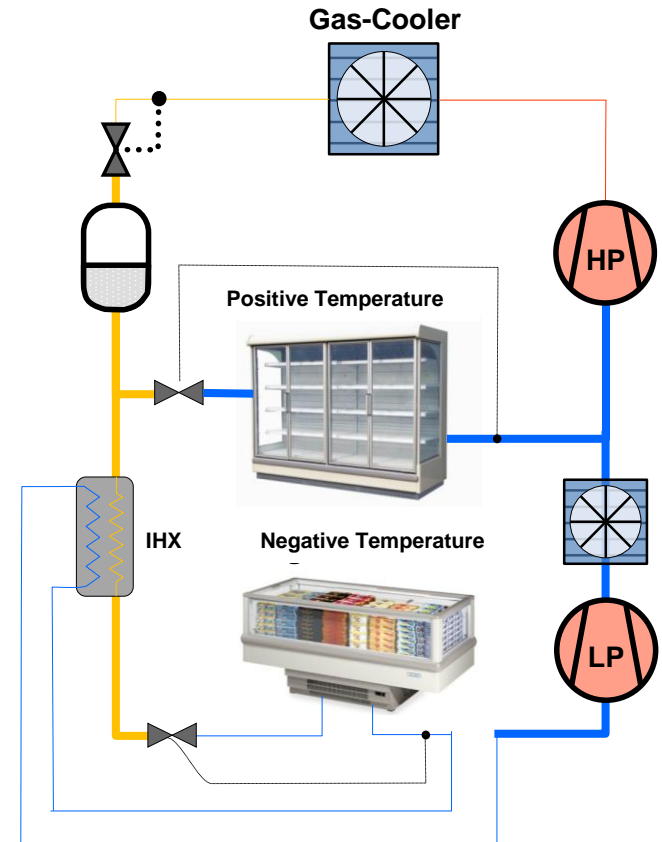 Gas-Cooler
HP
Positive Temperature
IHX
Negative Temperature
LP